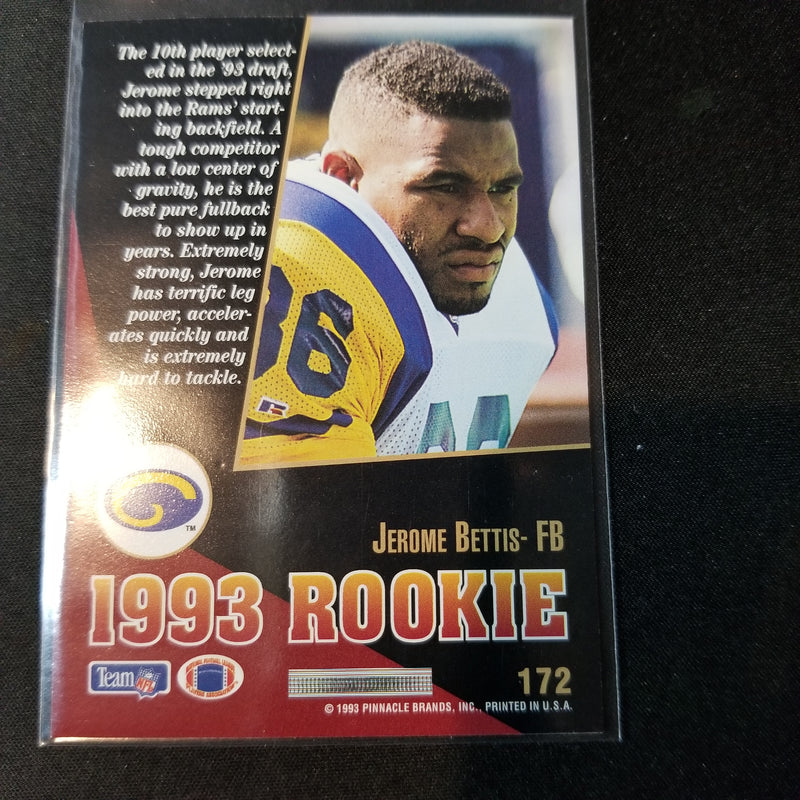 The 10th player select-
ed in the '93 draft,
Jerome stepped right
into the Rams' start-
ing backfield. A
tough competitor
with a low center of
gravity, he is the
best pure fullback
to show up in
years. Extremely
strong, Jerome
has terrific leg
power, acceler-
ates quickly and
is extremely
hard to tackle.
36
TM
JEROME BETTIS- FB
1993 ROOKIE
Team NFL
172
© 1993 PINNACLE BRANDS, INC., PRINTED IN U.S.A.